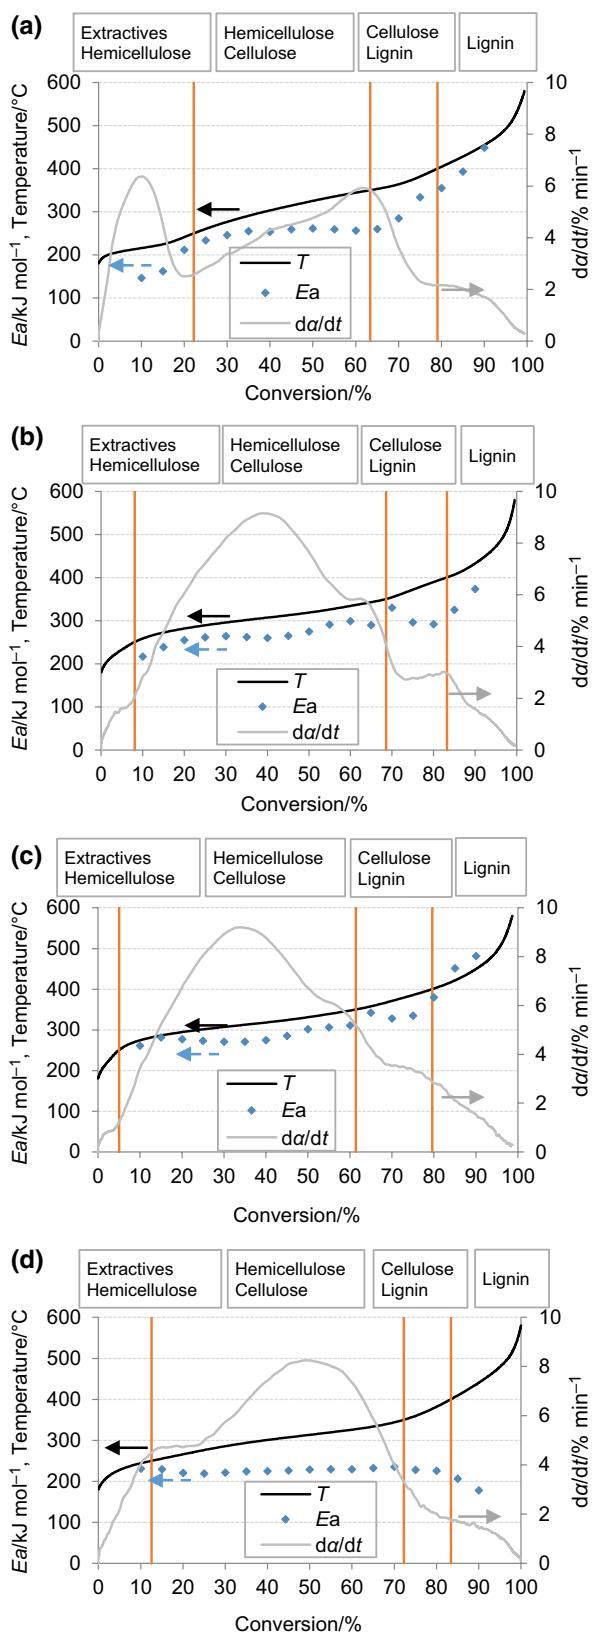 (a)
Extractives
Hemicellulose
Hemicellulose
Cellulose
Cellulose
Lignin
Lignin
Ea/kJ mol⁻¹, Temperature/°C
600
500
400
300
200
100
0
10
8
6
4
2
0
dα/dt/% min⁻¹
T
Ea
dα/dt
0 10 20 30 40 50 60 70 80 90 100
Conversion/%
(b)
Extractives
Hemicellulose
Hemicellulose
Cellulose
Cellulose
Lignin
Lignin
Ea/kJ mol⁻¹, Temperature/°C
600
500
400
300
200
100
0
10
8
6
4
2
0
dα/dt/% min⁻¹
T
Ea
dα/dt
0 10 20 30 40 50 60 70 80 90 100
Conversion/%
(c)
Extractives
Hemicellulose
Hemicellulose
Cellulose
Cellulose
Lignin
Lignin
Ea/kJ mol⁻¹, Temperature/°C
600
500
400
300
200
100
0
10
8
6
4
2
0
dα/dt/% min⁻¹
T
Ea
dα/dt
0 10 20 30 40 50 60 70 80 90 100
Conversion/%
(d)
Extractives
Hemicellulose
Hemicellulose
Cellulose
Cellulose
Lignin
Lignin
Ea/kJ mol⁻¹, Temperature/°C
600
500
400
300
200
100
0
10
8
6
4
2
0
dα/dt/% min⁻¹
T
Ea
dα/dt
0 10 20 30 40 50 60 70 80 90 100
Conversion/%